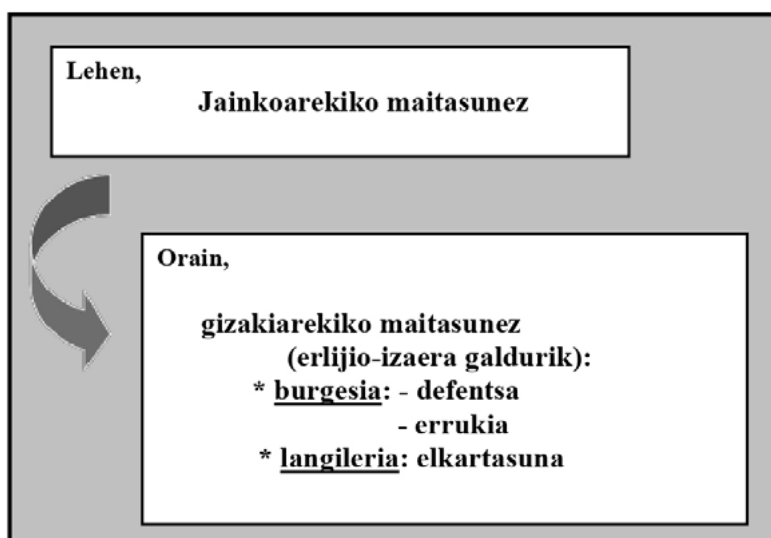 Lehen,
Jainkoarekiko maitasunez
Orain,
gizakiarekiko maitasunez
(erlijio-izaera galdurik):
* burgesia: - defentsa
- errukia
* langileria: elkartasuna